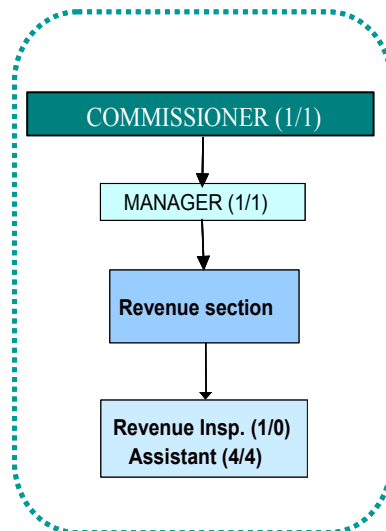 COMMISSIONER (1/1)
MANAGER (1/1)
Revenue section
Revenue Insp. (1/0)
Assistant (4/4)